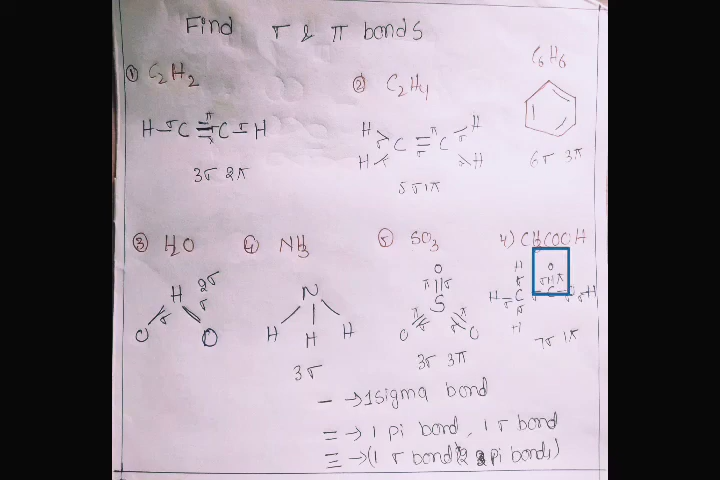 Find σ & π bonds
① C2H2
② C2H4
C6H6
H C C H
H H
C C
H H
3σ 2π
5σ 1π
6σ 3π
③ H2O
④ NH3
⑤ SO3
4) CH3COOH
H 2σ
σ σ
O O
N
H H H
3σ
O
π σ
S
O O
3σ 3π
H O
H C C O H
H
7σ 1π
— → 1 sigma bond
= → 1 pi bond, 1 σ bond
≡ → (1 σ bond 2 pi bonds)